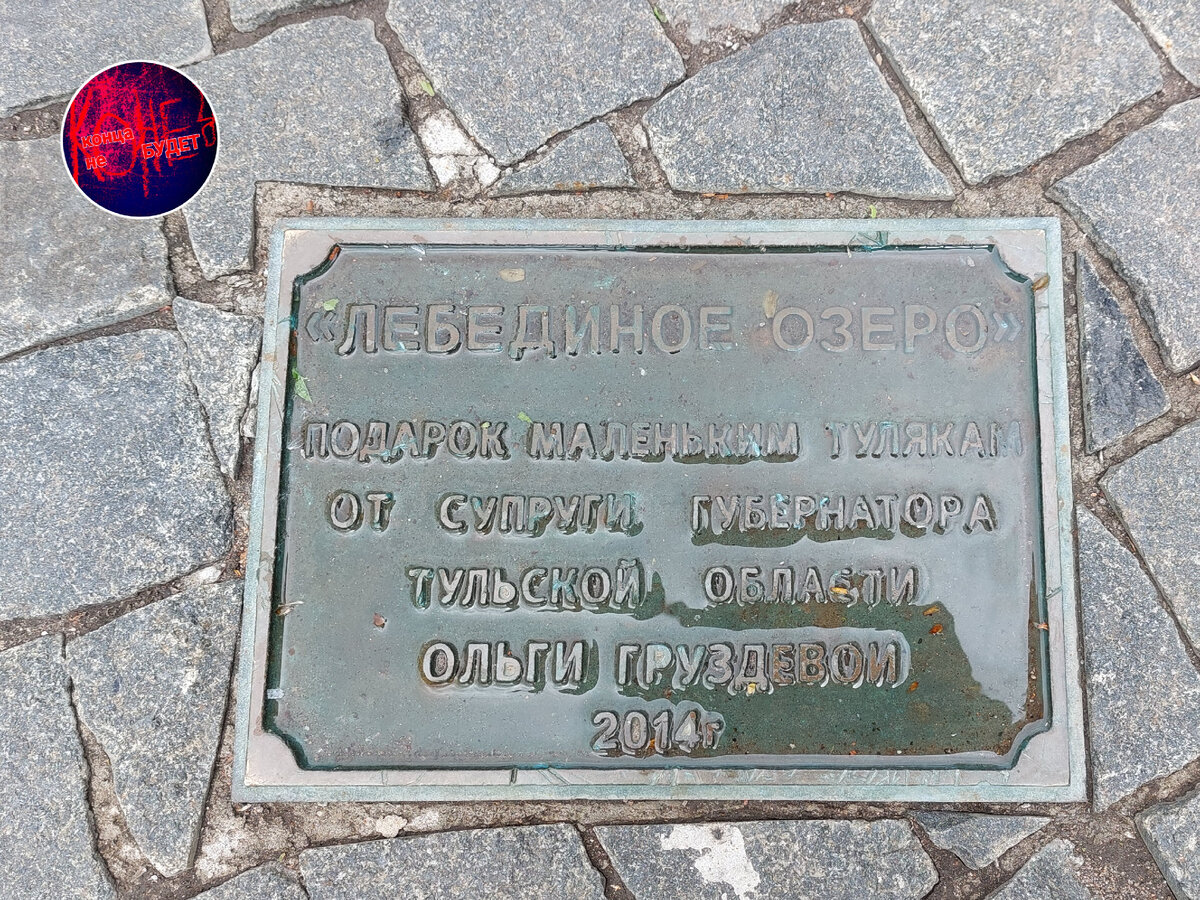 конца
не БУДЕТ
«ЛЕБЕДИНОЕ ОЗЕРО»
ПОДАРОК МАЛЕНЬКИМ ТУЛЯКАМ
ОТ СУПРУГИ ГУБЕРНАТОРА
ТУЛЬСКОЙ ОБЛАСТИ
ОЛЬГИ ГРУЗДЕВОЙ
2014г